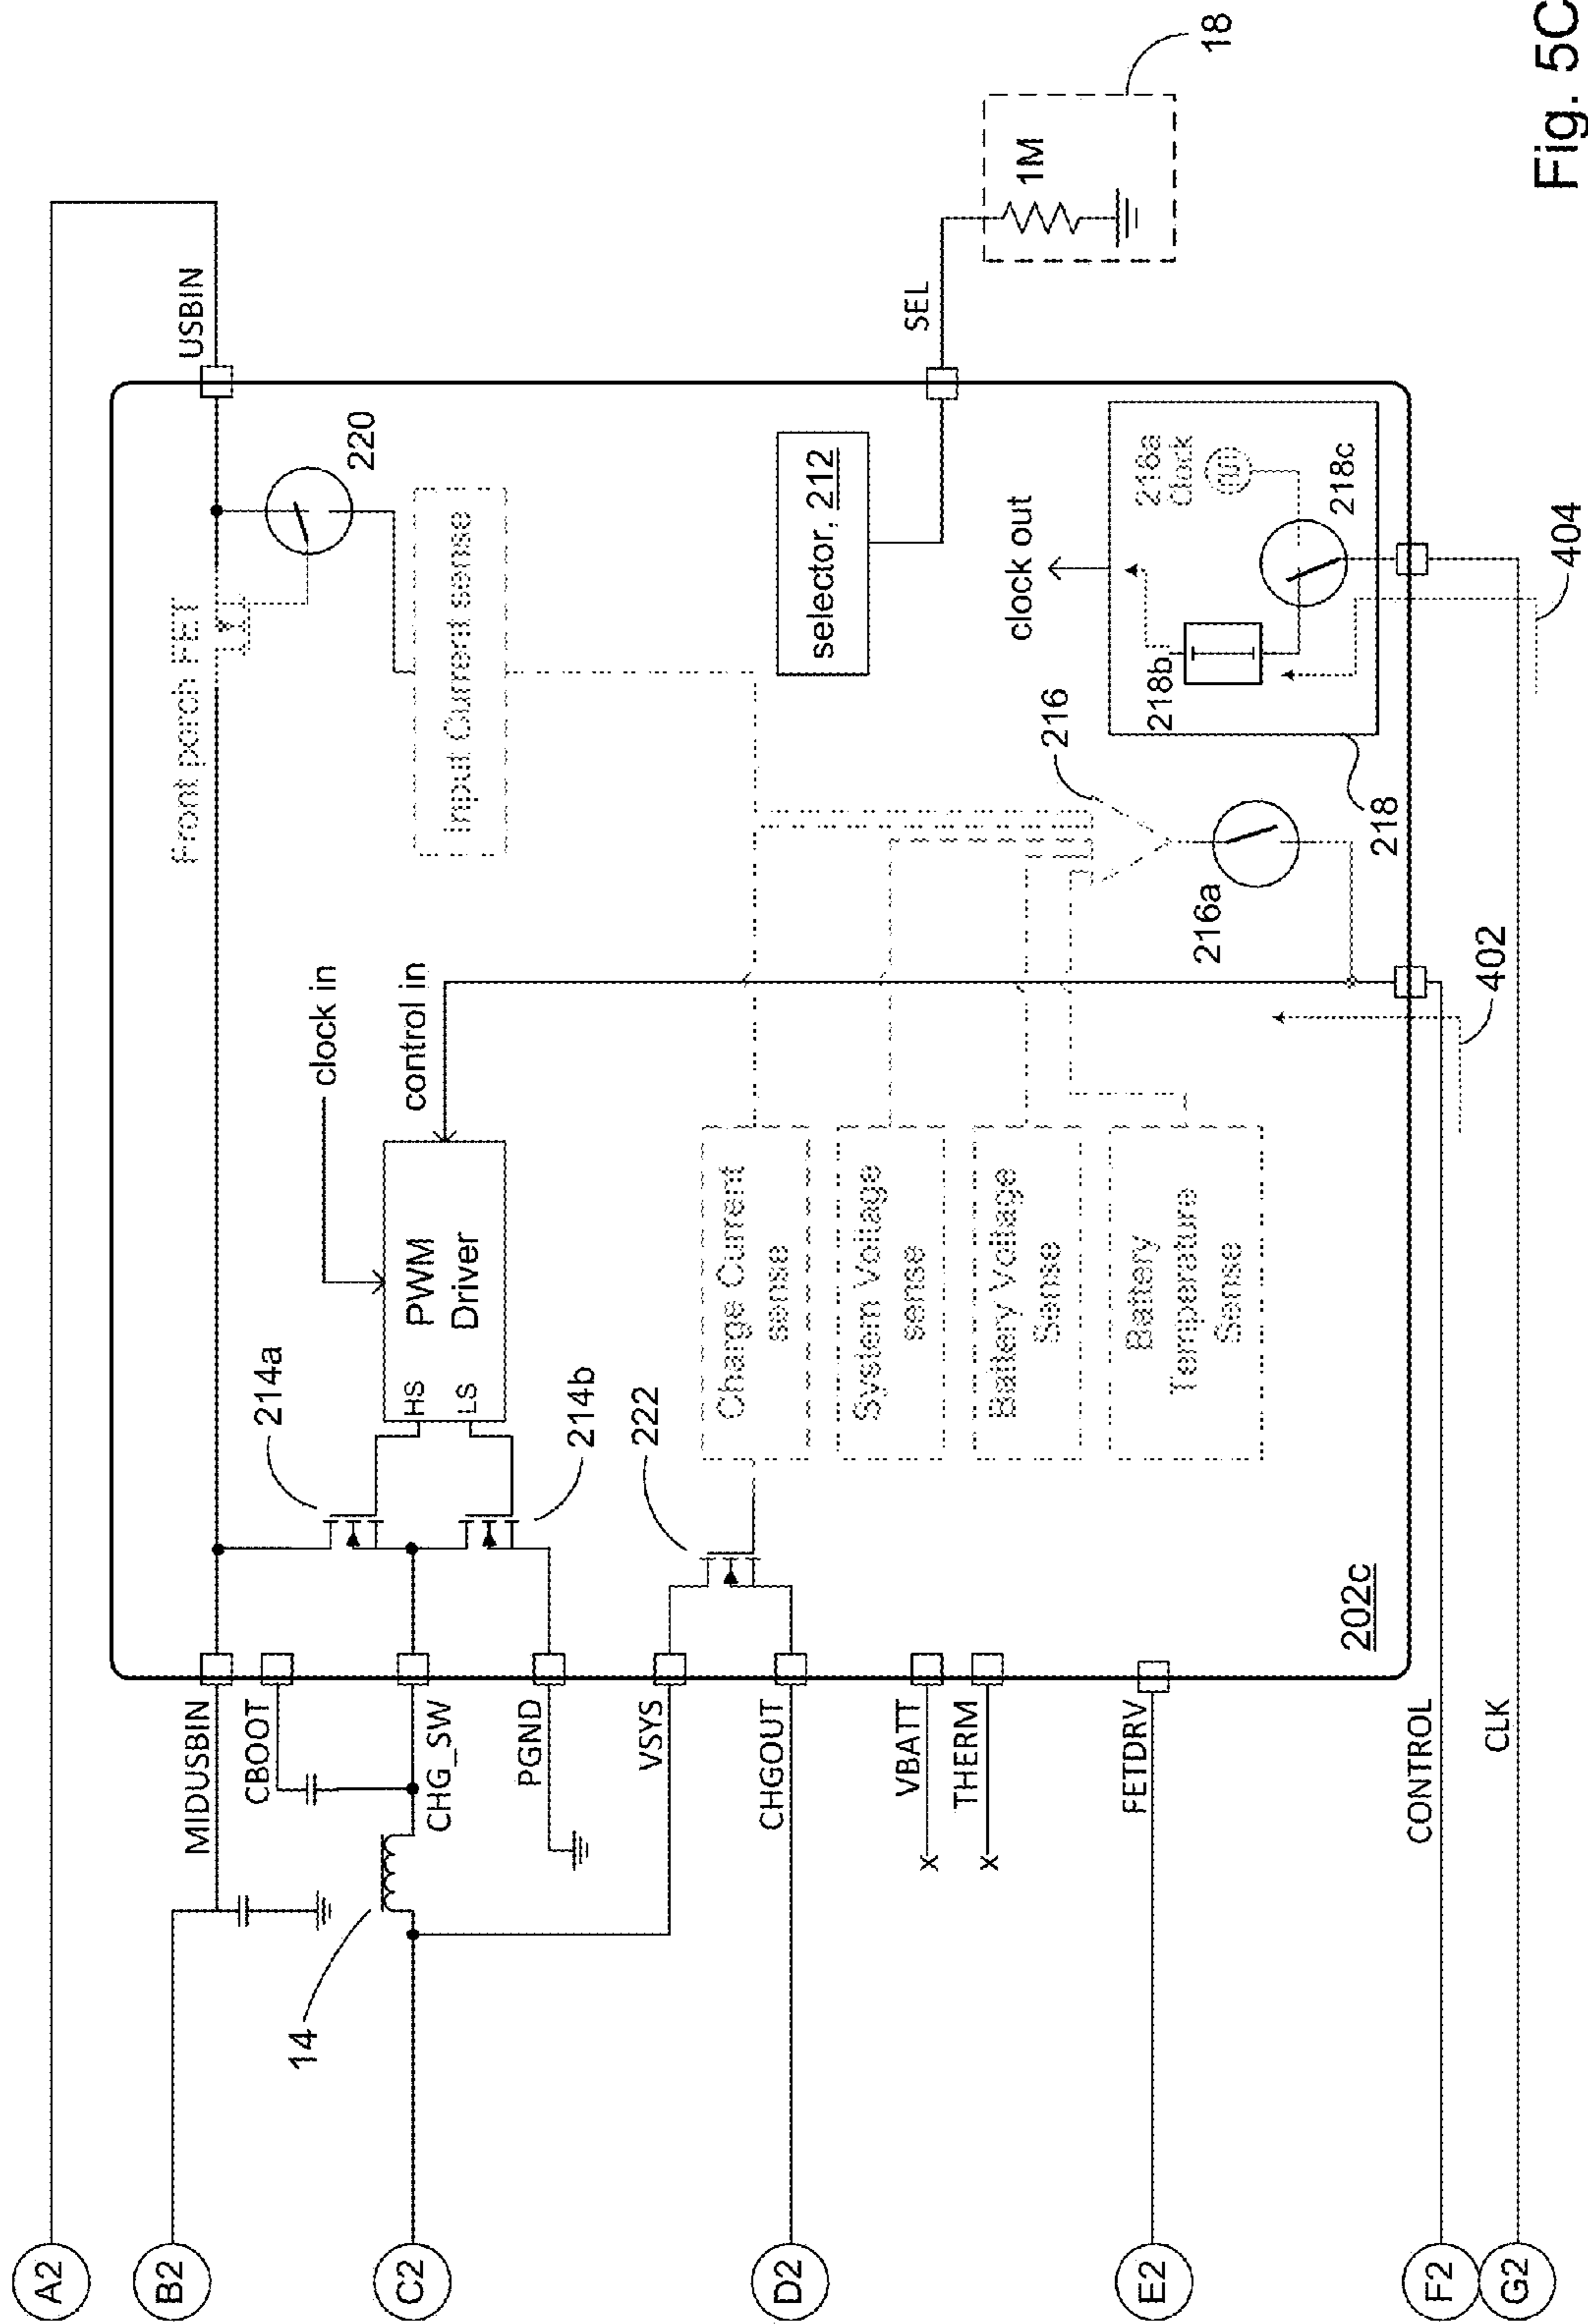 A2
B2
C2
D2
E2
F2
G2
MIDUSBIN
CBOOT
CHG_SW
PGND
VSYS
CHGOUT
VBATT
x
THERM
x
FETDRV
CONTROL
CLK
14
USBIN
SEL
1M
18
214a
214b
222
HS
LS
PWM
Driver
clock in
control in
Front porch FET
220
Input Current sense
selector, 212
Charge Current
sense
System Voltage
sense
Battery Voltage
Sense
Battery
Temperature
Sense
216
216a
clock out
218a
Clock
218b
218c
218
402
404
202c
Fig. 5C